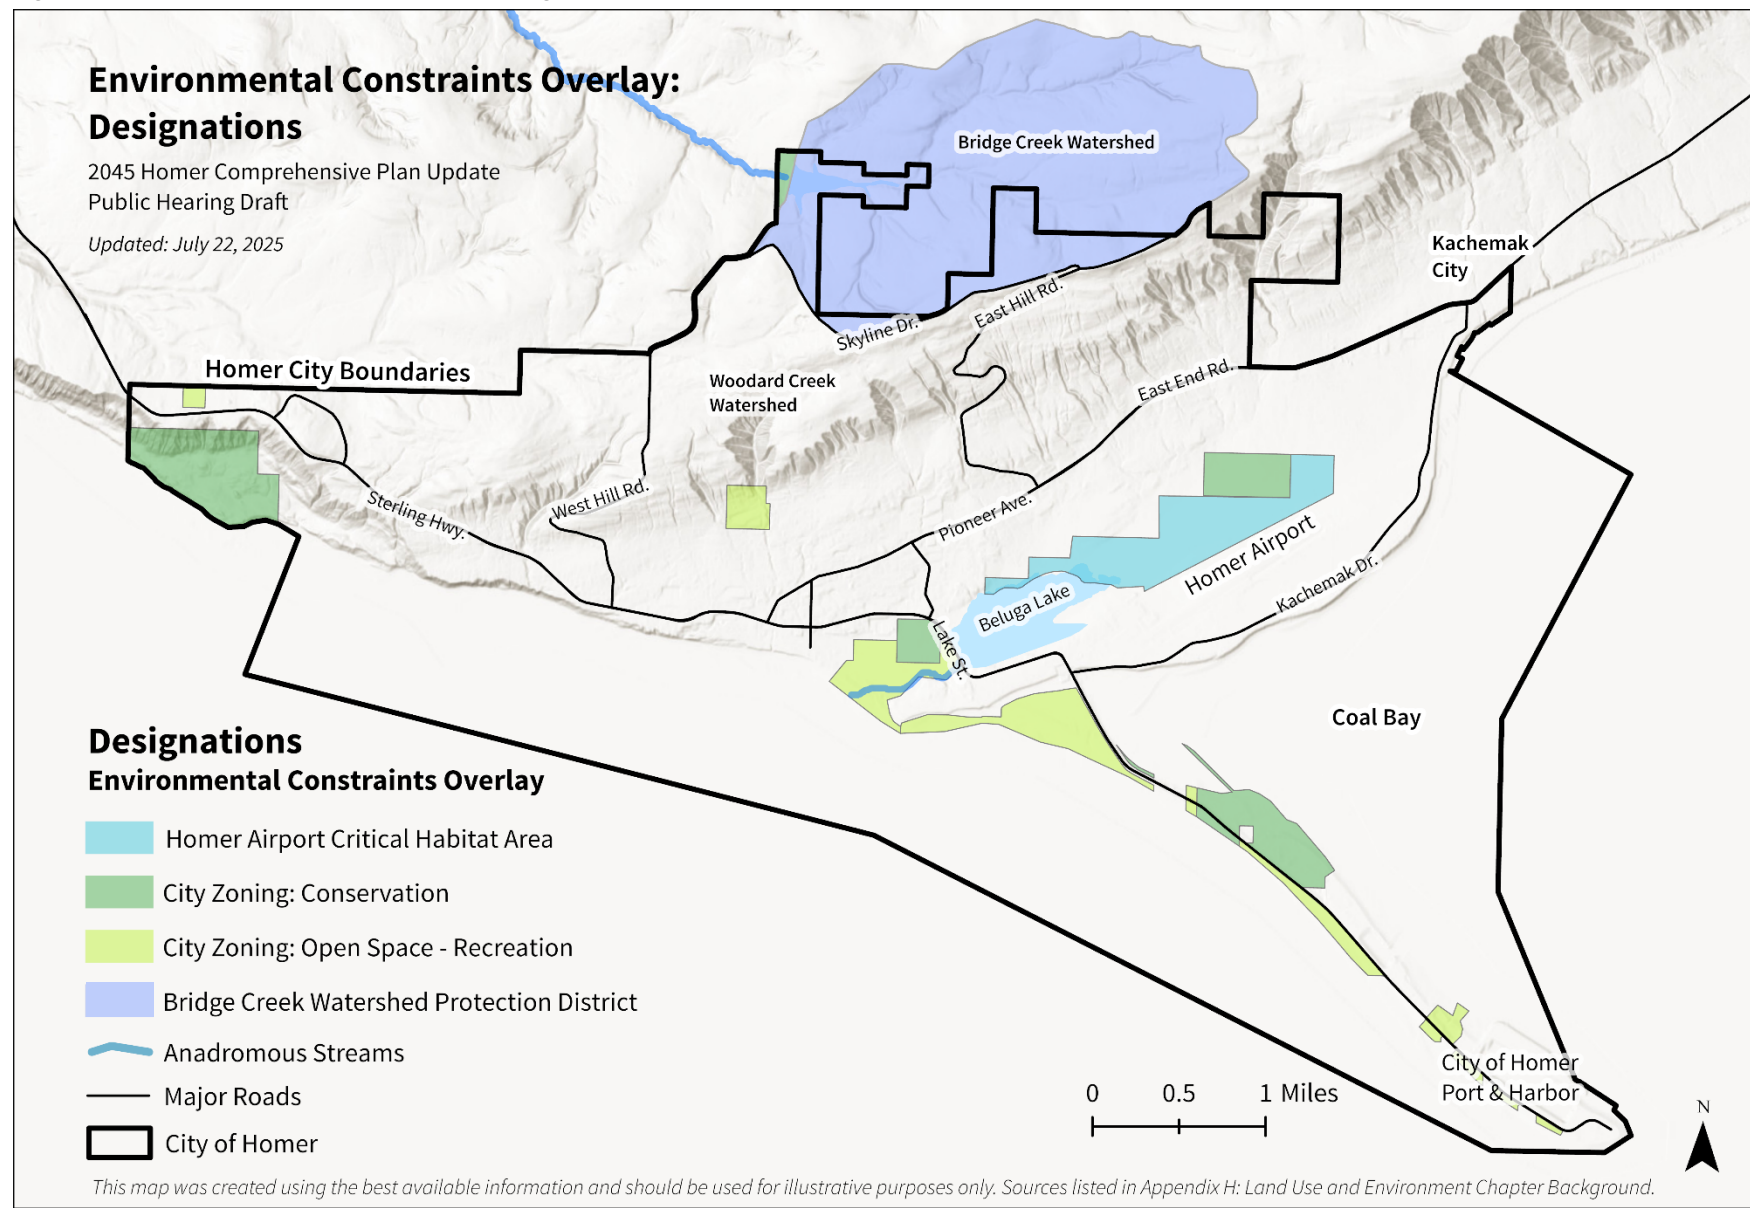 Environmental Constraints Overlay:
Designations
2045 Homer Comprehensive Plan Update
Public Hearing Draft
Updated: July 22, 2025
Bridge Creek Watershed
Kachemak
City
Skyline Dr.
East Hill Rd.
Homer City Boundaries
Woodard Creek
Watershed
East End Rd.
Sterling Hwy.
West Hill Rd.
Pioneer Ave.
Homer Airport
Beluga Lake
Kachemak Dr.
Lake St.
Coal Bay
Designations
Environmental Constraints Overlay
Homer Airport Critical Habitat Area
City Zoning: Conservation
City Zoning: Open Space - Recreation
Bridge Creek Watershed Protection District
Anadromous Streams
Major Roads
City of Homer
City of Homer
Port & Harbor
0 0.5 1 Miles
N
This map was created using the best available information and should be used for illustrative purposes only. Sources listed in Appendix H: Land Use and Environment Chapter Background.